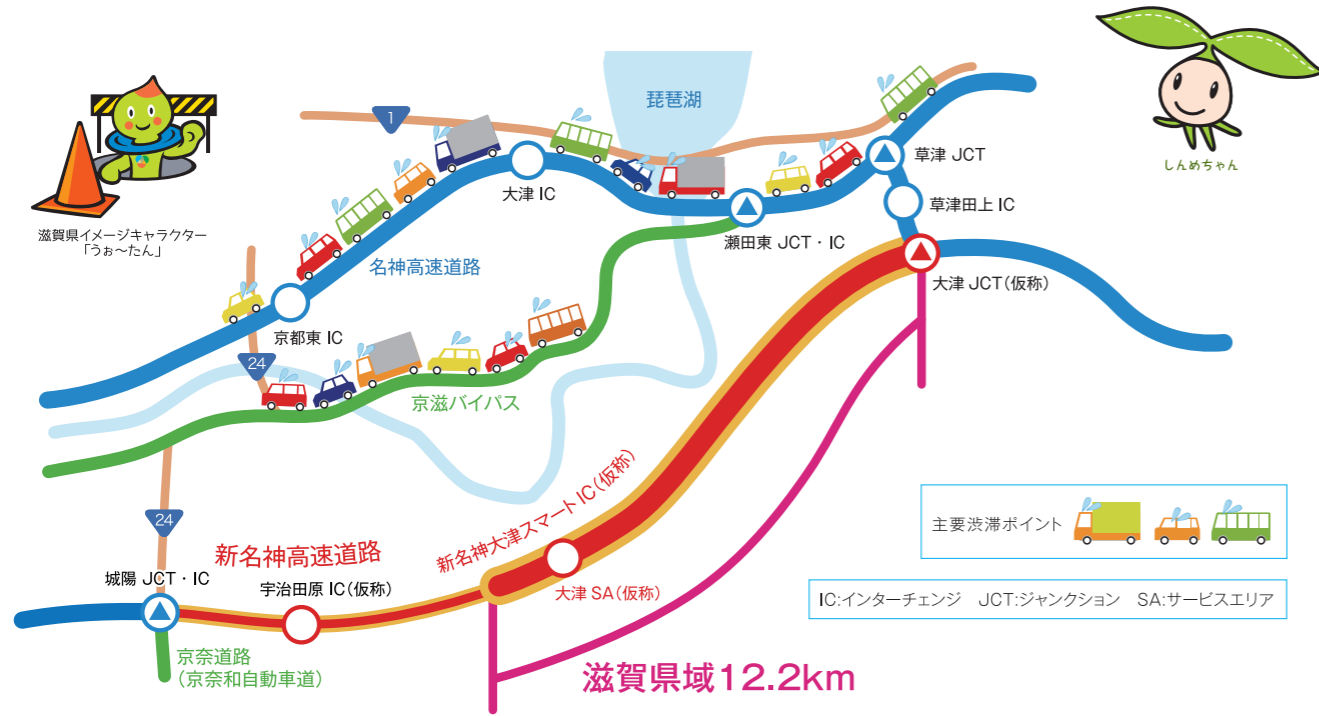 琵琶湖
1
しんめちゃん
草津 JCT
大津 IC
草津田上 IC
滋賀県イメージキャラクター
「うぉ〜たん」
瀬田東 JCT・IC
名神高速道路
大津 JCT(仮称)
京都東 IC
24
京滋バイパス
新名神大津スマート IC(仮称)
主要渋滞ポイント
24
新名神高速道路
城陽 JCT・IC
宇治田原 IC(仮称)
大津 SA(仮称)
IC:インターチェンジ JCT:ジャンクション SA:サービスエリア
京奈道路
(京奈和自動車道)
滋賀県域12.2km